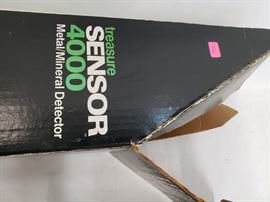 treasure
SENSOR
4000
Metal/Mineral Detector